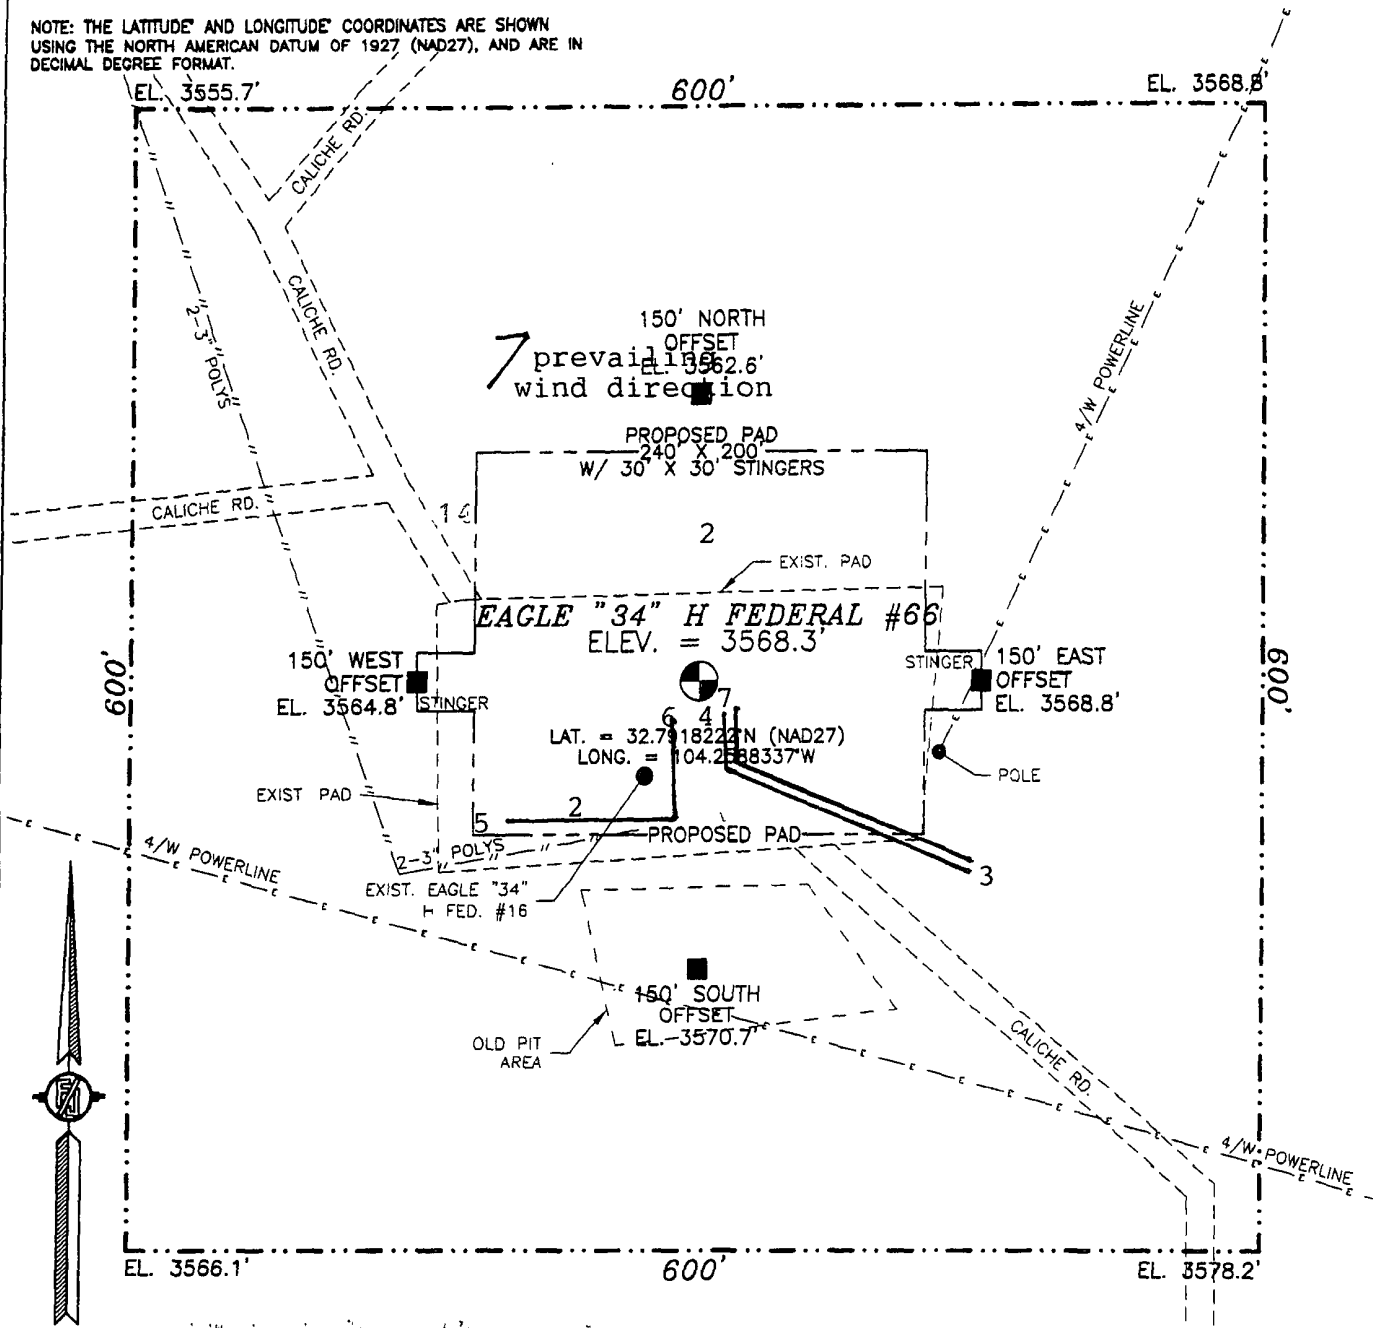 NOTE: THE LATITUDE AND LONGITUDE COORDINATES ARE SHOWN
USING THE NORTH AMERICAN DATUM OF 1927 (NAD27), AND ARE IN
DECIMAL DEGREE FORMAT.
EL. 3555.7'
600'
EL. 3568.8'
CALICHE RD.
CALICHE RD.
2-3" POLYS
4/W POWERLINE
150' NORTH
OFFSET
EL. 3562.6'
prevailing
wind direction
PROPOSED PAD
240' X 200'
W/ 30' X 30' STINGERS
CALICHE RD.
14
2
EXIST. PAD
EAGLE "34" H FEDERAL #66
ELEV. = 3568.3'
600'
150' WEST
OFFSET
EL. 3564.8'
STINGER
STINGER
150' EAST
OFFSET
EL. 3568.8'
600'
6
4
7
LAT. = 32.7918222°N (NAD27)
LONG. = 104.2588337°W
POLE
EXIST PAD
2
5
PROPOSED PAD
2-3" POLYS
4/W POWERLINE
3
EXIST. EAGLE "34"
H FED. #16
150' SOUTH
OFFSET
EL. 3570.7'
OLD PIT
AREA
CALICHE RD.
4/W POWERLINE
EL. 3566.1'
600'
EL. 3578.2'